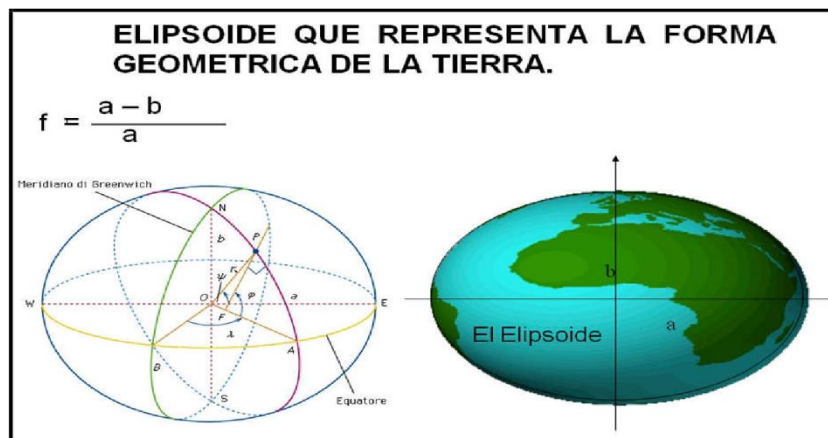 ELIPSOIDE QUE REPRESENTA LA FORMA
GEOMETRICA DE LA TIERRA.
f = a – b
a
Meridiano di Greenwich
N
b
P
r
ψ
φ
a
W
O
E
F
λ
A
B
S
Equatore
b
a
El Elipsoide